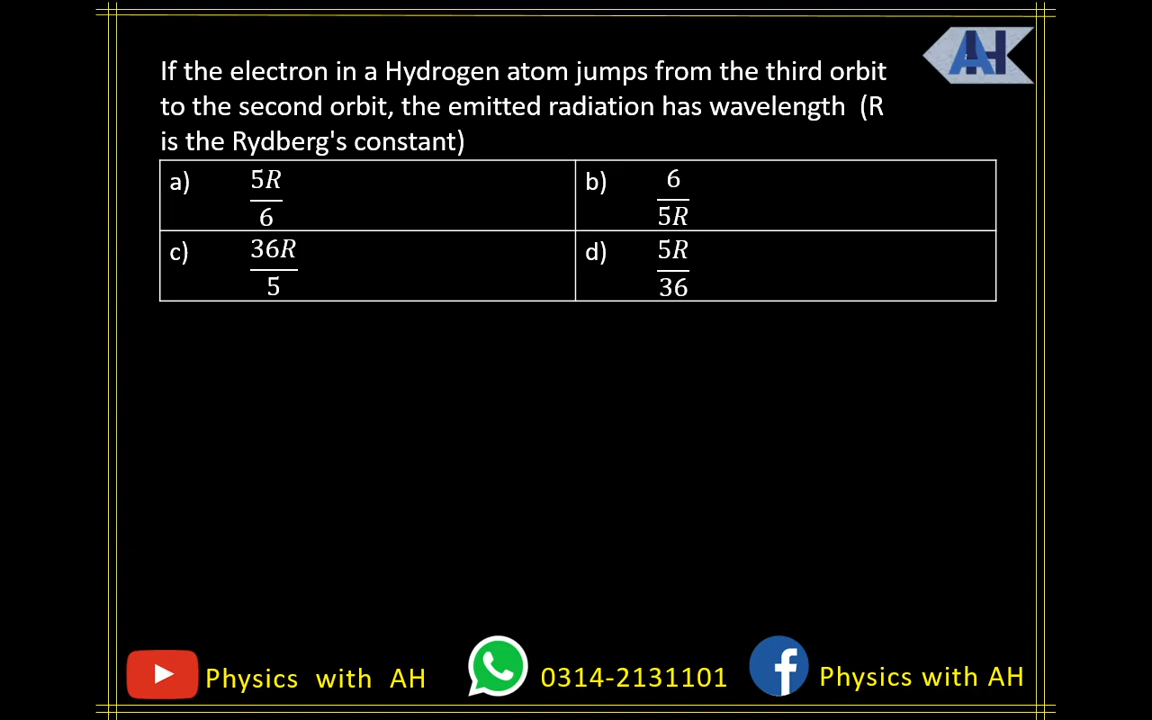 AH
If the electron in a Hydrogen atom jumps from the third orbit
to the second orbit, the emitted radiation has wavelength (R
is the Rydberg's constant)
a) 5R/6 b) 6/5R
c) 36R/5 d) 5R/36
Physics with AH 0314-2131101 Physics with AH